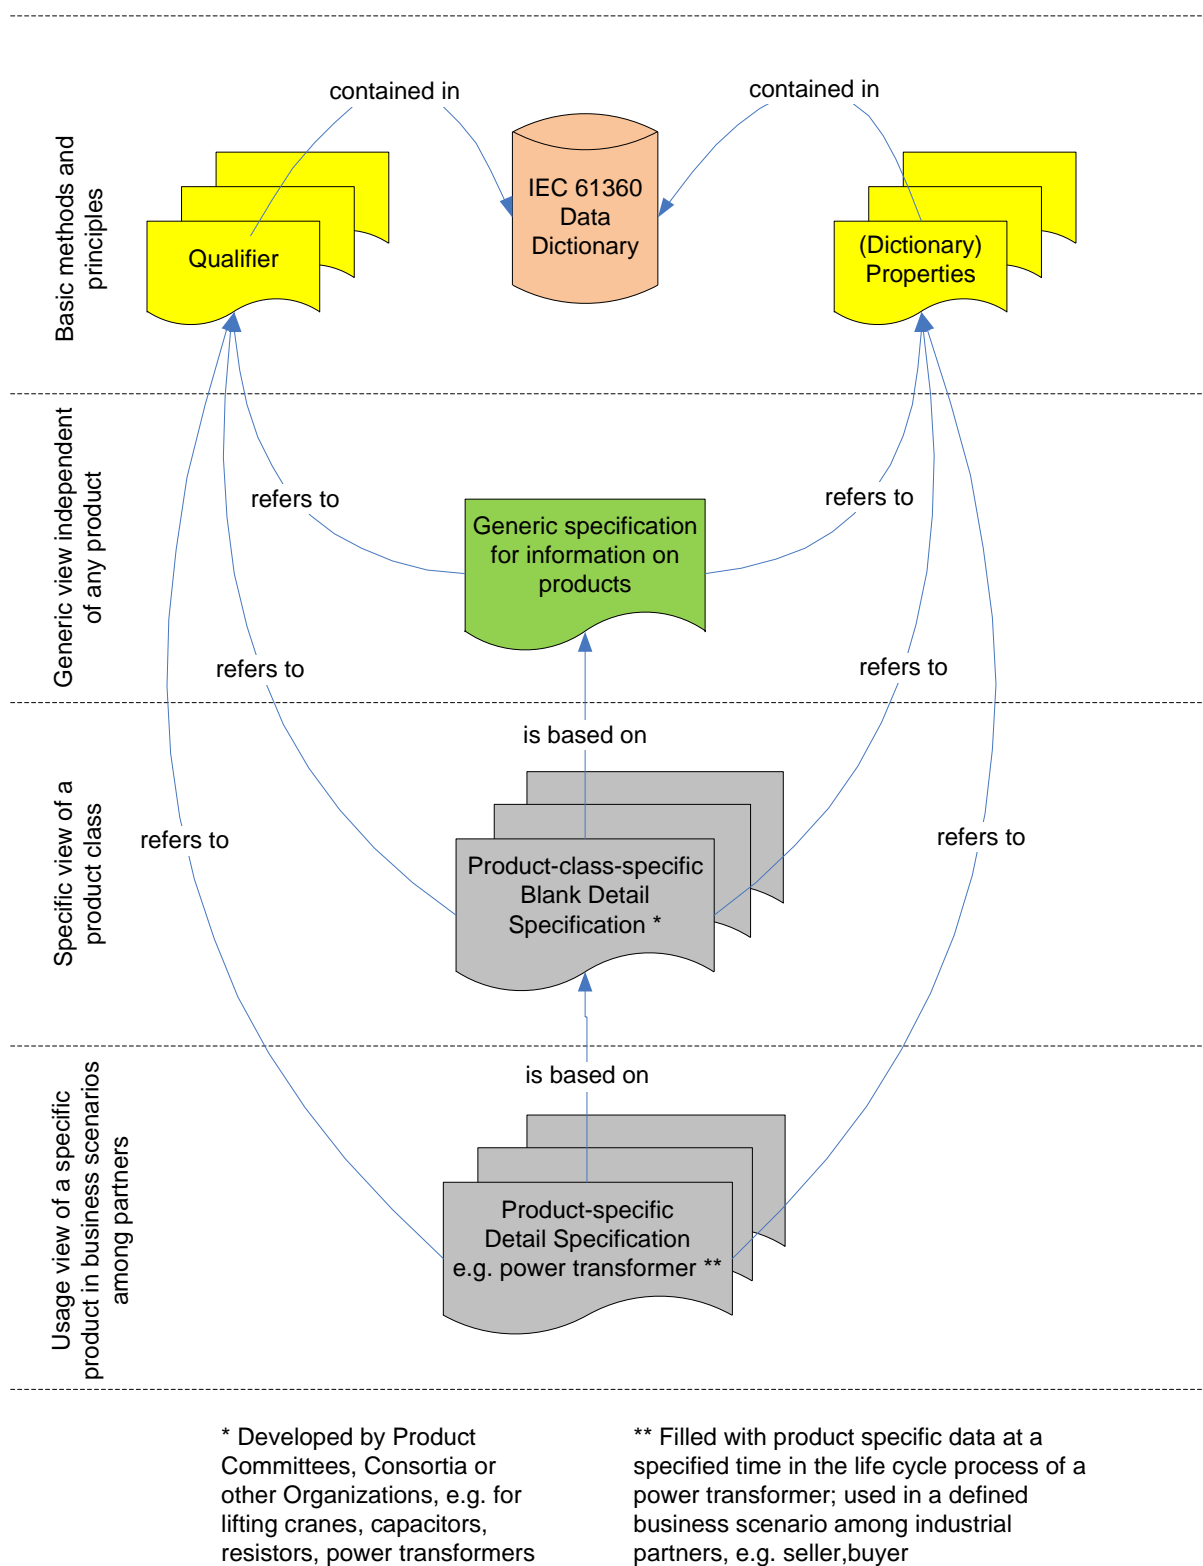 contained in
contained in
Basic methods and
principles
Qualifier
IEC 61360
Data
Dictionary
(Dictionary)
Properties
Generic view independent
of any product
refers to
refers to
Generic specification
for information on
products
refers to
refers to
Specific view of a
product class
is based on
refers to
refers to
Product-class-specific
Blank Detail
Specification *
Usage view of a specific
product in business scenarios
among partners
is based on
Product-specific
Detail Specification
e.g. power transformer **
* Developed by Product
Committees, Consortia or
other Organizations, e.g. for
lifting cranes, capacitors,
resistors, power transformers
** Filled with product specific data at a
specified time in the life cycle process of a
power transformer; used in a defined
business scenario among industrial
partners, e.g. seller,buyer